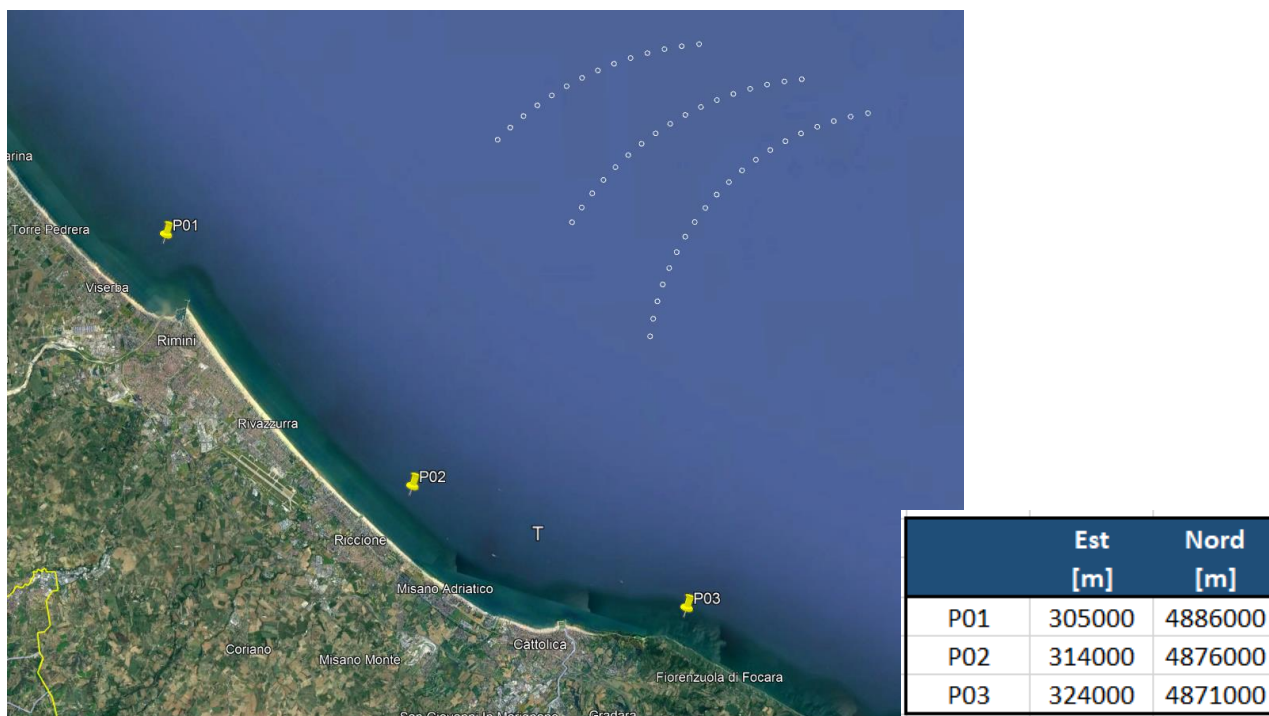 arina
P01
Torre Pedrera
Viserba
Rimini
Rivazzurra
P02
T
Riccione
Misano Adriatico
P03
Cattolica
Coriano
Misano Monte
Fiorenzuola di Focara
Gradara
Est Nord
[m] [m]
P01 305000 4886000
P02 314000 4876000
P03 324000 4871000